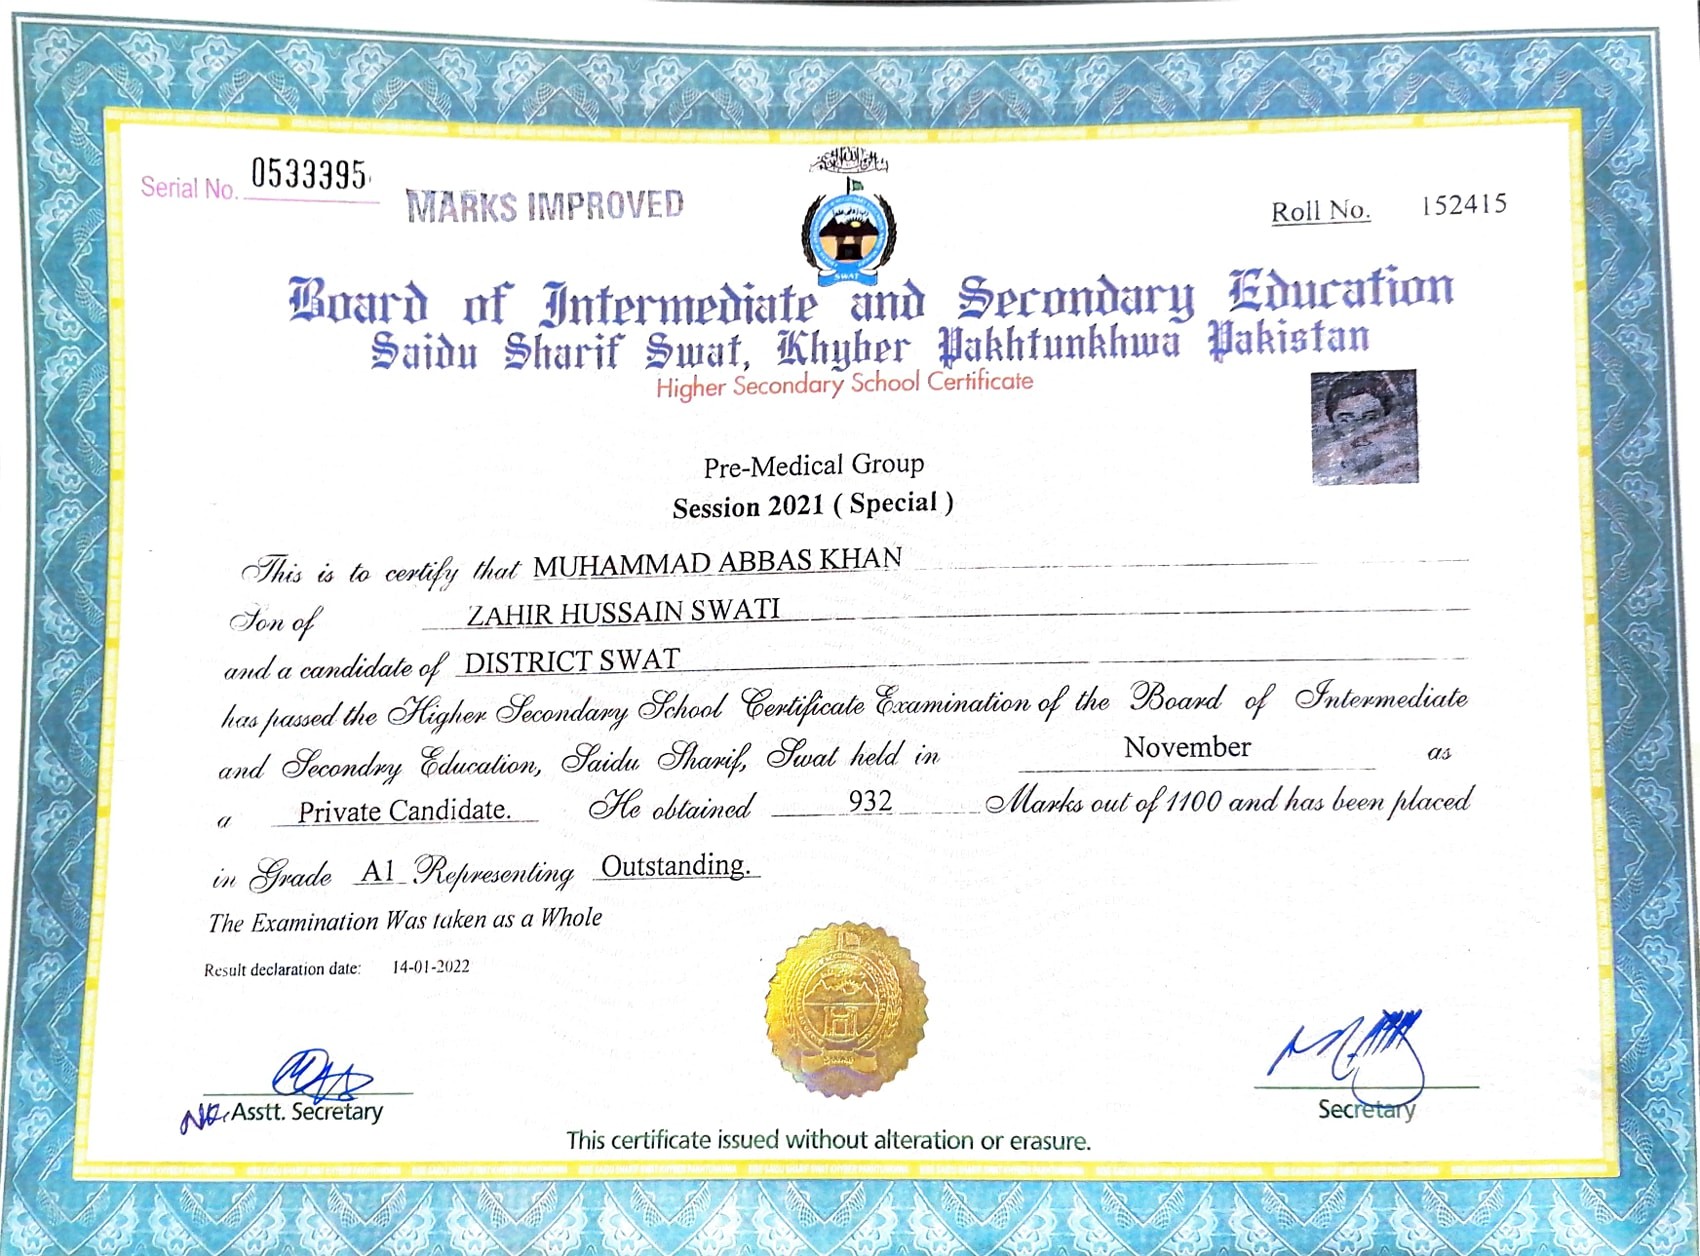 Serial No. 0533395
MARKS IMPROVED
Roll No. 152415
SWAT
Board of Intermediate and Secondary Education
Saidu Sharif Swat, Khyber Pakhtunkhwa Pakistan
Higher Secondary School Certificate
Pre-Medical Group
Session 2021 ( Special )
This is to certify that MUHAMMAD ABBAS KHAN
Son of ZAHIR HUSSAIN SWATI
and a candidate of DISTRICT SWAT
has passed the Higher Secondary School Certificate Examination of the Board of Intermediate
and Secondry Education, Saidu Sharif, Swat held in November as
a Private Candidate. He obtained 932 Marks out of 1100 and has been placed
in Grade A1 Representing Outstanding.
The Examination Was taken as a Whole
Result declaration date: 14-01-2022
Asstt. Secretary
Secretary
This certificate issued without alteration or erasure.